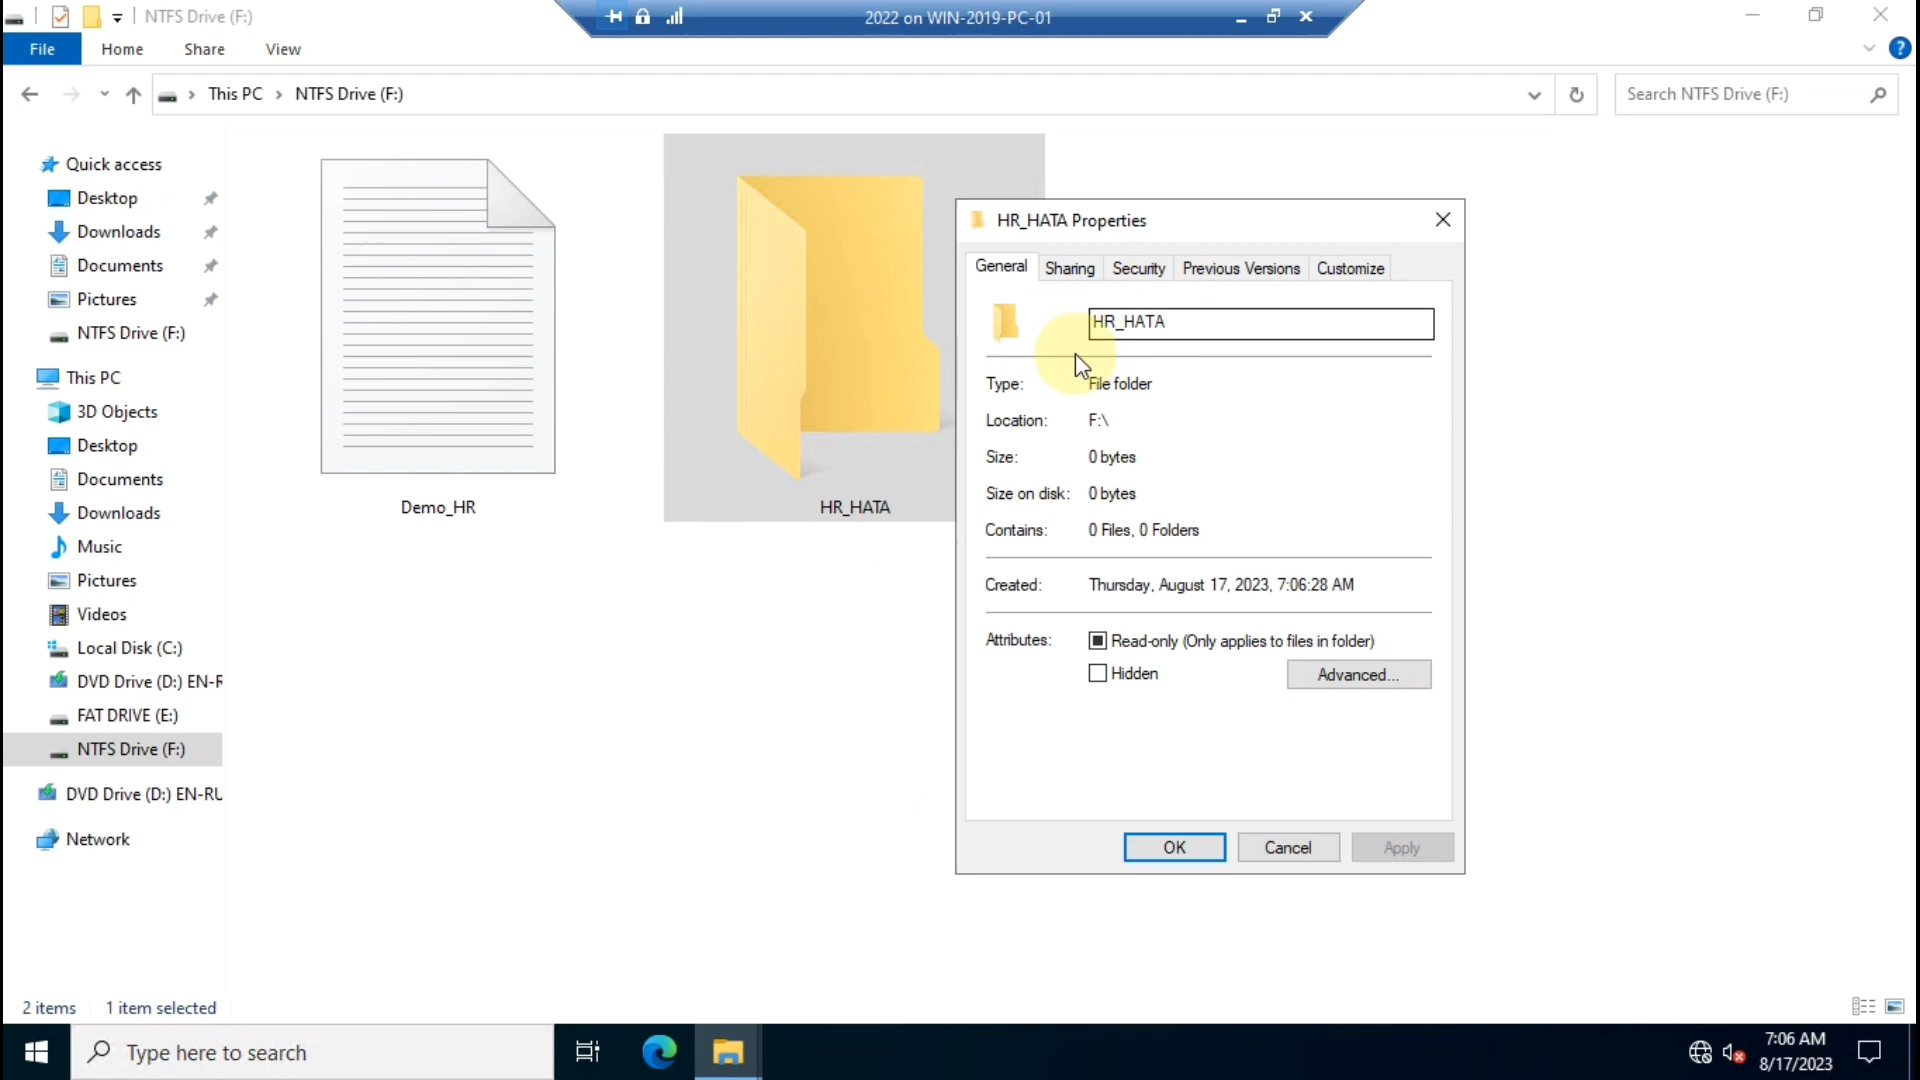 NTFS Drive (F:)
2022 on WIN-2019-PC-01
File
Home
Share
View
This PC
NTFS Drive (F:)
Search NTFS Drive (F:)
Quick access
Desktop
Downloads
Documents
Pictures
NTFS Drive (F:)
This PC
3D Objects
Desktop
Documents
Downloads
Music
Pictures
Videos
Local Disk (C:)
DVD Drive (D:) EN-R
FAT DRIVE (E:)
NTFS Drive (F:)
DVD Drive (D:) EN-RU
Network
Demo_HR
HR_HATA
HR_HATA Properties
General
Sharing
Security
Previous Versions
Customize
HR_HATA
Type: File folder
Location: F:\
Size: 0 bytes
Size on disk: 0 bytes
Contains: 0 Files, 0 Folders
Created: Thursday, August 17, 2023, 7:06:28 AM
Attributes: Read-only (Only applies to files in folder)
Hidden
Advanced...
OK
Cancel
Apply
2 items
1 item selected
Type here to search
7:06 AM
8/17/2023